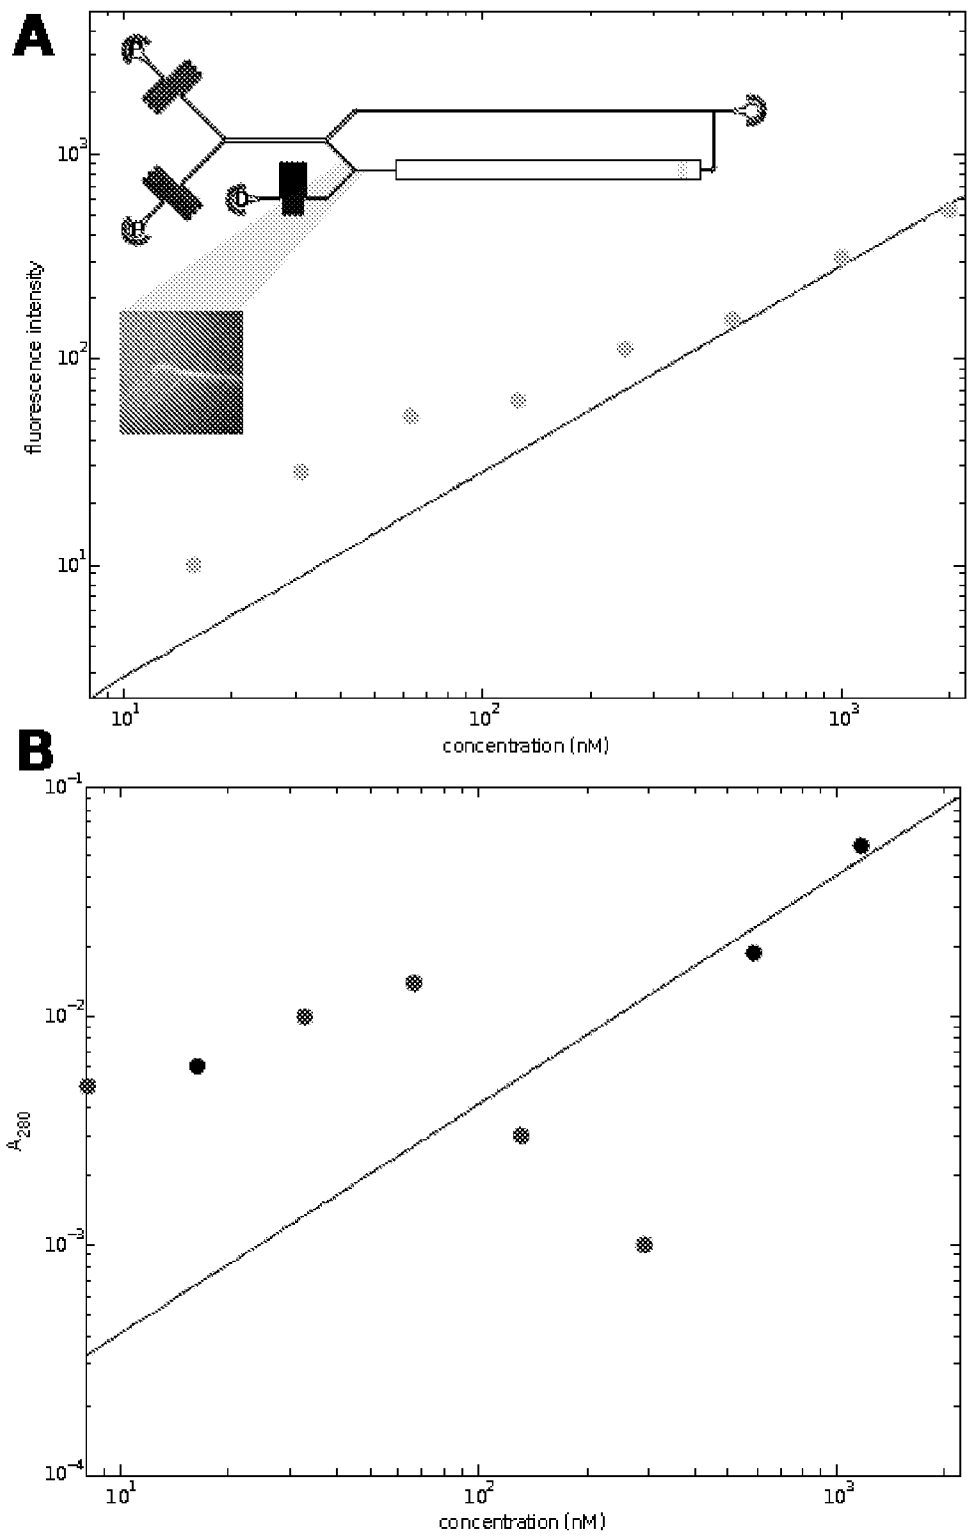 A
P
P
D
10³
10²
10¹
fluorescence intensity
10¹ 10² 10³
concentration (nM)
B
10⁻¹
10⁻²
10⁻³
10⁻⁴
A₂₈₀
10¹ 10² 10³
concentration (nM)